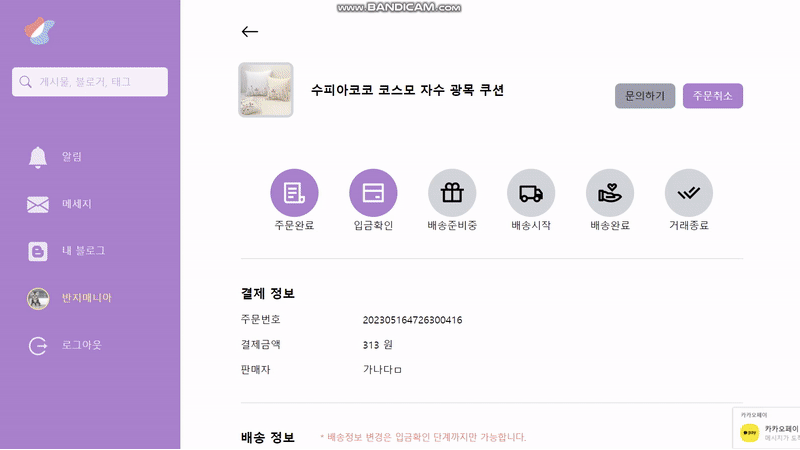 www.BANDICAM.com
게시물, 블로거, 태그
수피아코코 코스모 자수 광목 쿠션
문의하기
주문취소
알림
메세지
내 블로그
반지매니아
로그아웃
주문완료
입금확인
배송준비중
배송시작
배송완료
거래종료
결제 정보
주문번호 202305164726300416
결제금액 313 원
판매자 가나다ㅁ
배송 정보 * 배송정보 변경은 입금확인 단계까지만 가능합니다.
카카오페이
카카오페이
메시지가 도착